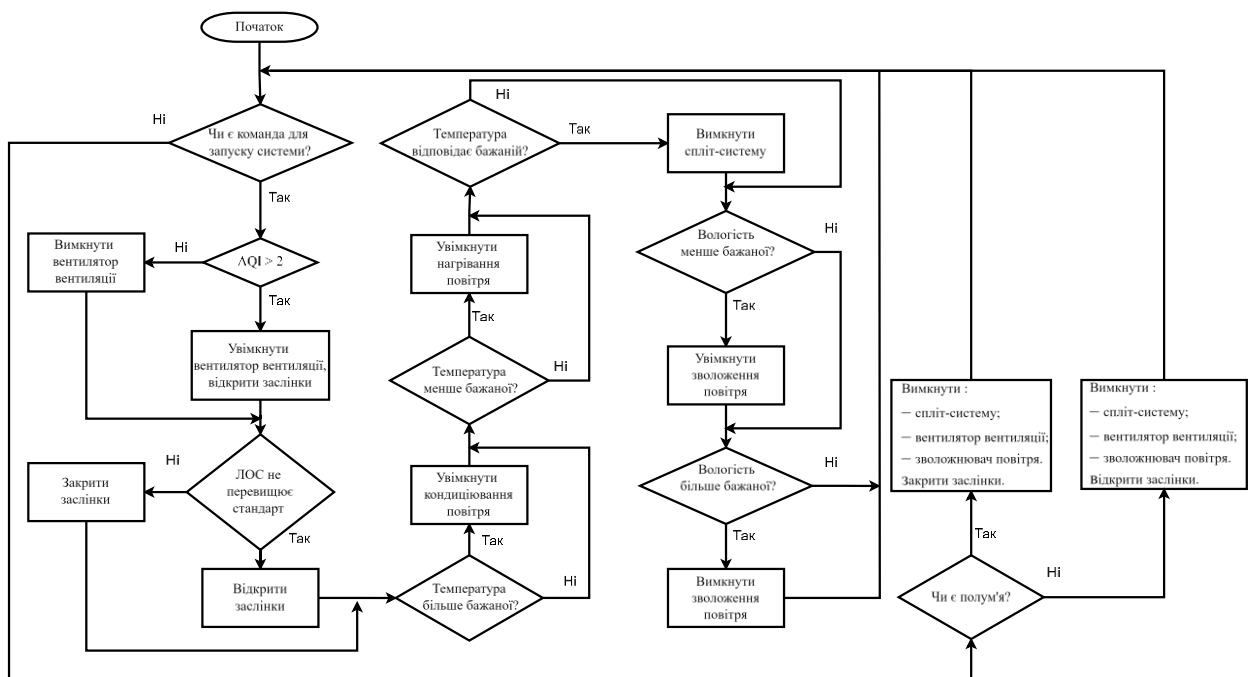 Початок
Ні
Чи є команда для
запуску системи?
Так
Вимкнути
вентилятор
вентиляції
Ні
AQI > 2
Так
Увімкнути
вентилятор вентиляції,
відкрити заслінки
Ні
Закрити
заслінки
ЛОС не
перевищює
стандарт
Так
Відкрити
заслінки
Температура
більше бажаної?
Ні
Так
Увімкнути
кондиціювання
повітря
Температура
менше бажаної?
Ні
Так
Увімкнути
нагрівання
повітря
Температура
відповідає бажаній?
Ні
Так
Вимкнути
спліт-систему
Вологість
менше бажаної?
Ні
Так
Увімкнути
зволоження
повітря
Вологість
більше бажаної?
Ні
Так
Вимкнути
зволоження
повітря
Чи є полум'я?
Так
Ні
Вимкнути :
— спліт-систему;
— вентилятор вентиляції;
— зволожнювач повітря.
Закрити заслінки.
Вимкнути :
— спліт-систему;
— вентилятор вентиляції;
— зволожнювач повітря.
Відкрити заслінки.